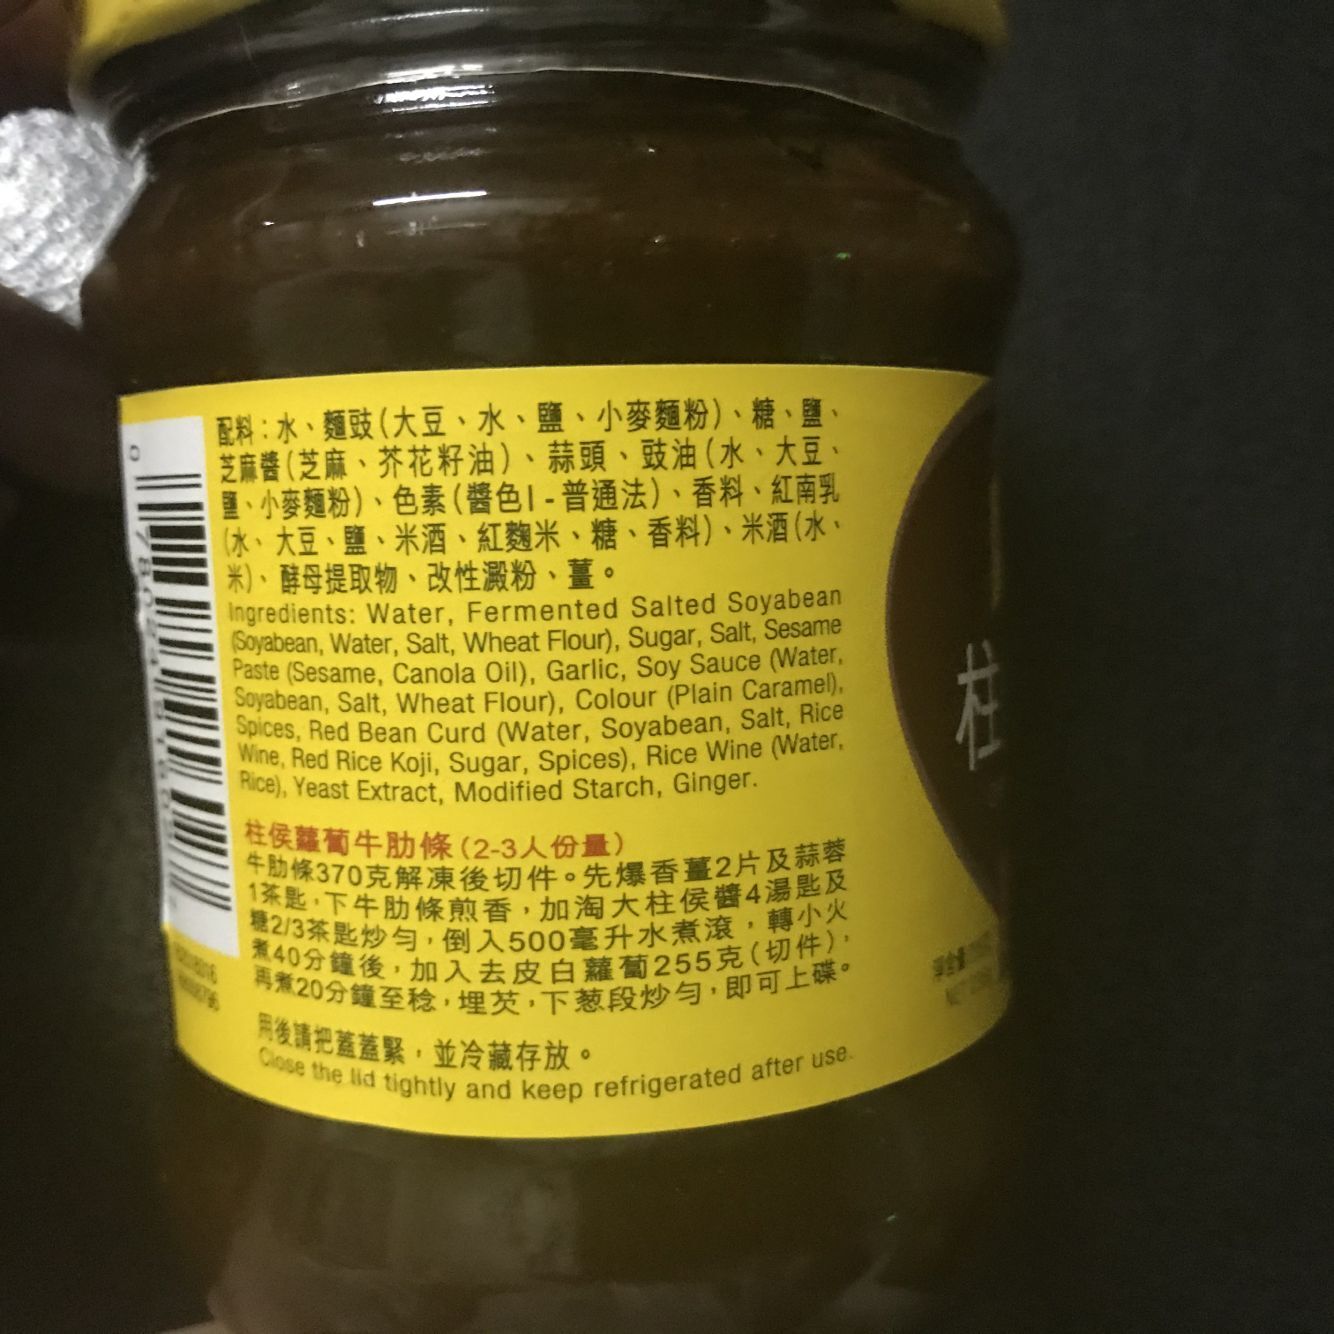 配料：水、麵豉(大豆、水、鹽、小麥麵粉)、糖、鹽、
芝麻醬(芝麻、芥花籽油)、蒜頭、豉油(水、大豆、
鹽、小麥麵粉)、色素(醬色I-普通法)、香料、紅南乳
(水、大豆、鹽、米酒、紅麴米、糖、香料)、米酒(水、
米)、酵母提取物、改性澱粉、薑。
Ingredients: Water, Fermented Salted Soyabean
(Soyabean, Water, Salt, Wheat Flour), Sugar, Salt, Sesame
Paste (Sesame, Canola Oil), Garlic, Soy Sauce (Water,
Soyabean, Salt, Wheat Flour), Colour (Plain Caramel),
Spices, Red Bean Curd (Water, Soyabean, Salt, Rice
Wine, Red Rice Koji, Sugar, Spices), Rice Wine (Water,
Rice), Yeast Extract, Modified Starch, Ginger.
柱侯蘿蔔牛肋條(2-3人份量)
牛肋條370克解凍後切件。先爆香薑2片及蒜蓉
1茶匙，下牛肋條煎香，加淘大柱侯醬4湯匙及
糖2/3茶匙炒勻，倒入500毫升水煮滾，轉小火
煮40分鐘後，加入去皮白蘿蔔255克(切件)，
再煮20分鐘至稔，埋芡，下葱段炒勻，即可上碟。
用後請把蓋蓋緊，並冷藏存放。
Close the lid tightly and keep refrigerated after use.
柱
淨含量
NET